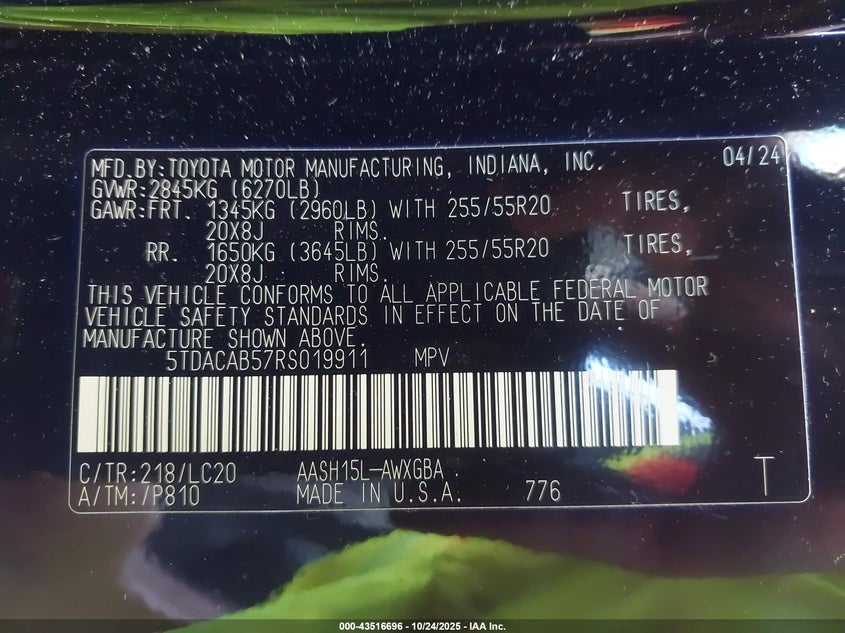 MFD.BY:TOYOTA MOTOR MANUFACTURING, INDIANA, INC. 04/24
GVWR:2845KG (6270LB)
GAWR:FRT. 1345KG (2960LB) WITH 255/55R20 TIRES,
20X8J RIMS.
RR. 1650KG (3645LB) WITH 255/55R20 TIRES,
20X8J RIMS.
THIS VEHICLE CONFORMS TO ALL APPLICABLE FEDERAL MOTOR
VEHICLE SAFETY STANDARDS IN EFFECT ON THE DATE OF
MANUFACTURE SHOWN ABOVE.
5TDACAB57RS019911 MPV
C/TR:218/LC20 AASH15L-AWXGBA
A/TM:/P810 MADE IN U.S.A. 776 T
000-43516696 - 10/24/2025 - IAA Inc.